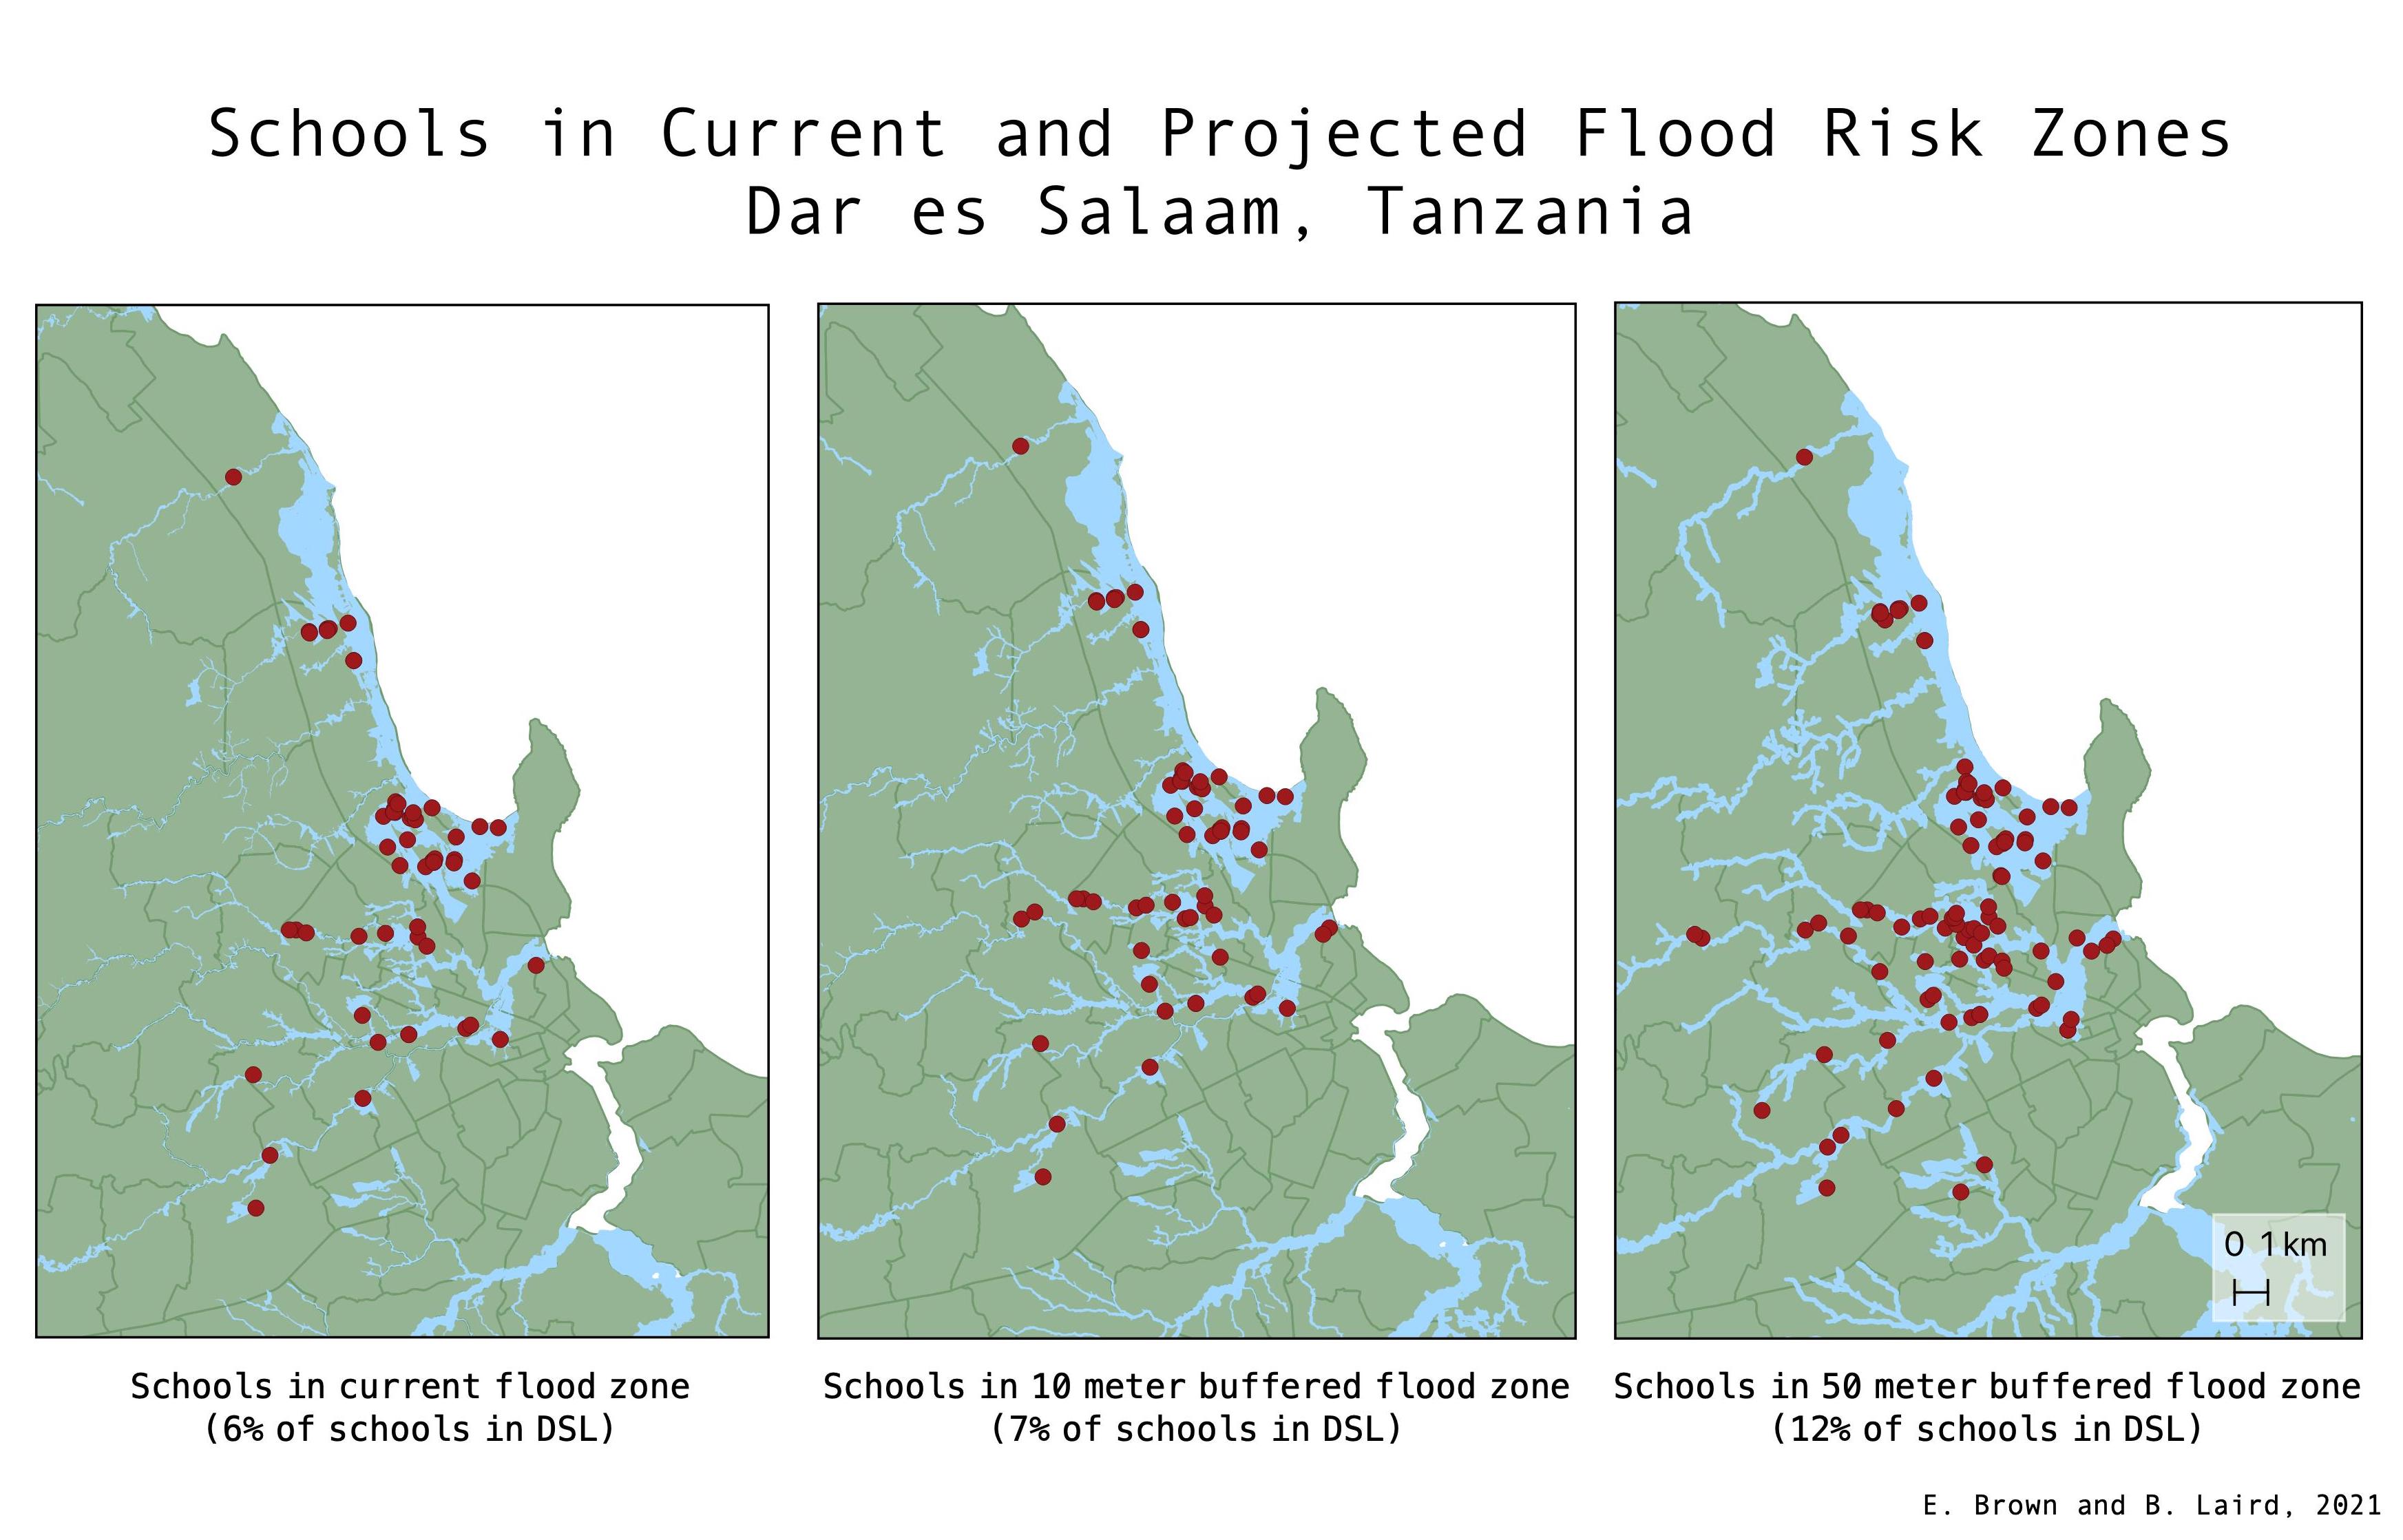 Schools in Current and Projected Flood Risk Zones
Dar es Salaam, Tanzania
0 1 km
Schools in current flood zone
(6% of schools in DSL)
Schools in 10 meter buffered flood zone
(7% of schools in DSL)
Schools in 50 meter buffered flood zone
(12% of schools in DSL)
E. Brown and B. Laird, 2021